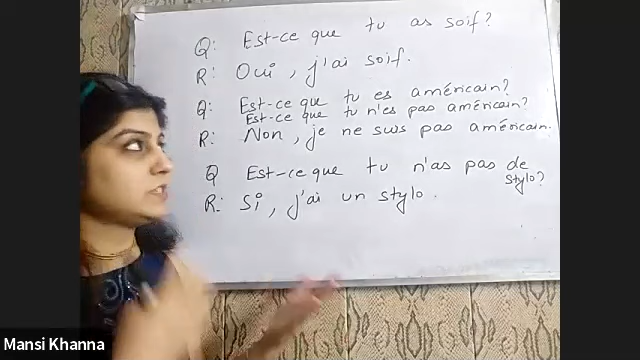 Q: Est-ce que tu as soif?
R: Oui, j'ai soif.
Q: Est-ce que tu es américain?
Est-ce que tu n'es pas américain?
R: Non, je ne suis pas américain.
Q Est-ce que tu n'as pas de
stylo?
R: Si, j'ai un stylo.
Mansi Khanna